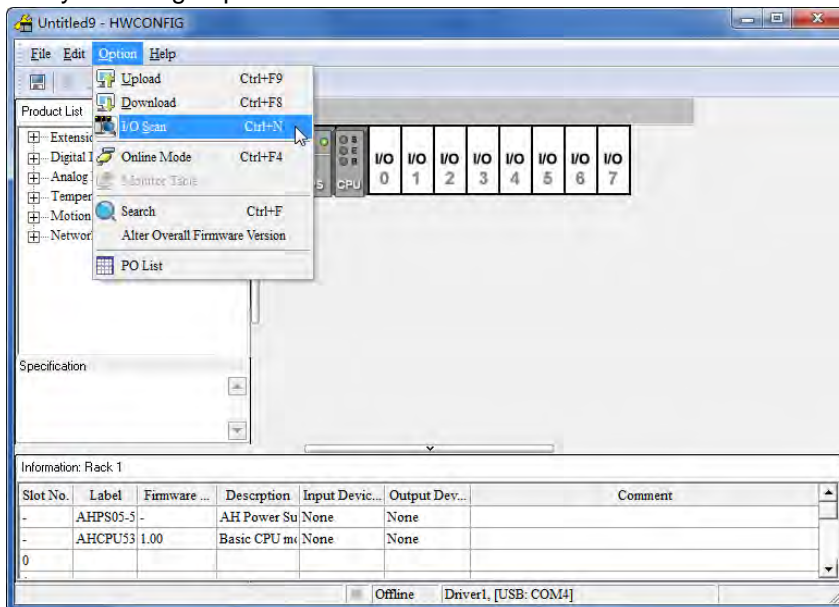 Untitled9 - HWCONFIG
File Edit Option Help
Upload Ctrl+F9
Download Ctrl+F8
Product List
I/O Scan Ctrl+N
Online Mode Ctrl+F4
Monitor Table
Search Ctrl+F
Alter Overall Firmware Version
PO List
Extensi
Digital I
Analog
Temper
Motion
Networ
5 CPU
I/O I/O I/O I/O I/O I/O I/O I/O
0 1 2 3 4 5 6 7
Specification
Information: Rack 1
Slot No. Label Firmware ... Descrption Input Devic... Output Dev... Comment
- AHPS05-5 - AH Power Su None None
- AHCPU53 1.00 Basic CPU mo None None
0
Offline Driver1, [USB: COM4]